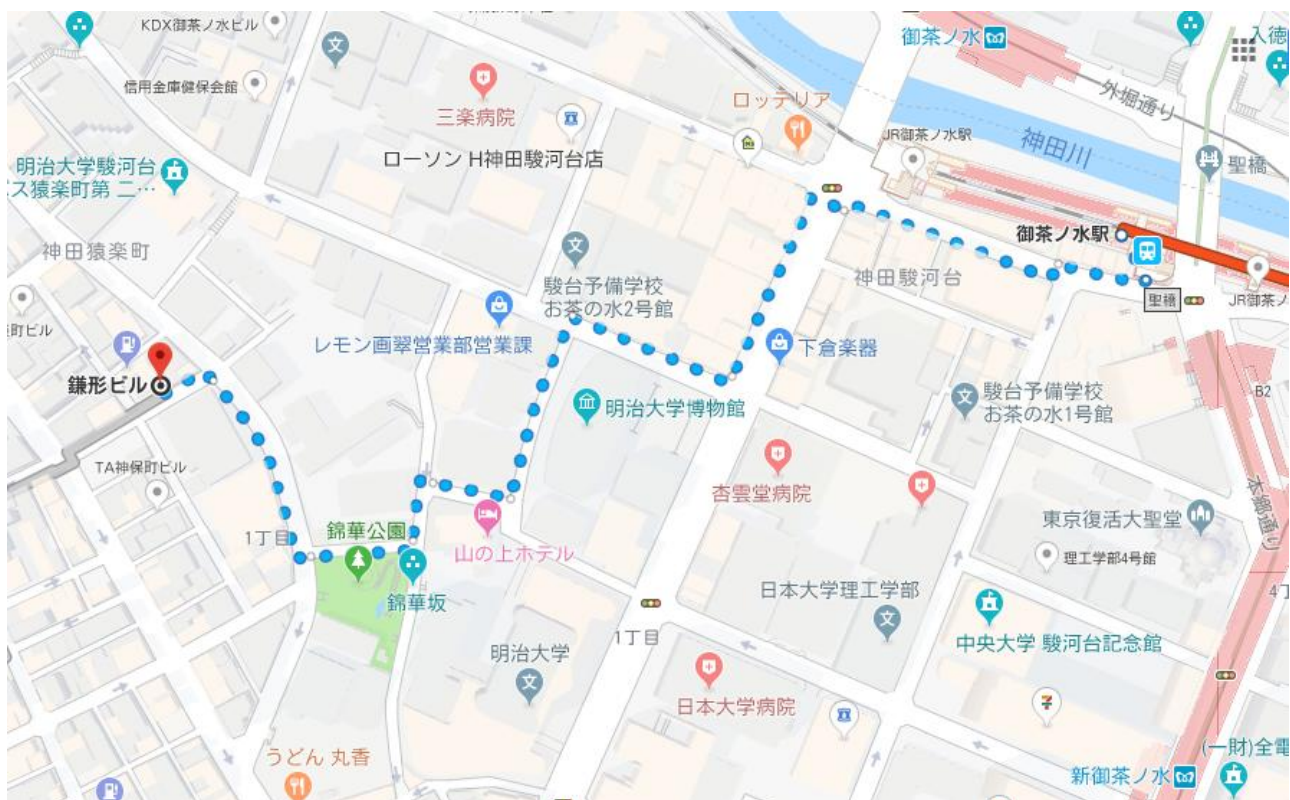 KDX御茶ノ水ビル
御茶ノ水
入徳
信用金庫健保会館
三楽病院
ロッテリア
外堀通り
ローソン H神田駿河台店
JR御茶ノ水駅
神田川
聖橋
明治大学駿河台
パス猿楽町第 二…
神田猿楽町
駿台予備学校
お茶の水2号館
神田駿河台
御茶ノ水駅
聖橋
JR御茶ノ
町ビル
レモン画翠営業部営業課
下倉楽器
鎌形ビル
明治大学博物館
駿台予備学校
お茶の水1号館
B2
TA神保町ビル
杏雲堂病院
本郷通り
東京復活大聖堂
1丁目
錦華公園
山の上ホテル
理工学部4号館
錦華坂
日本大学理工学部
4丁
1丁目
中央大学 駿河台記念館
明治大学
日本大学病院
うどん 丸香
(一財)全電
新御茶ノ水